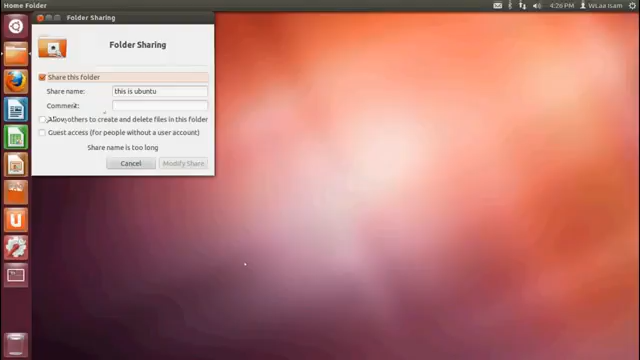 Home Folder
4:26 PM
Folder Sharing
Folder Sharing
Share this folder
Share name: this is ubuntu
Comment:
Allow others to create and delete files in this folder
Guest access (for people without a user account)
Share name is too long
Cancel Modify Share